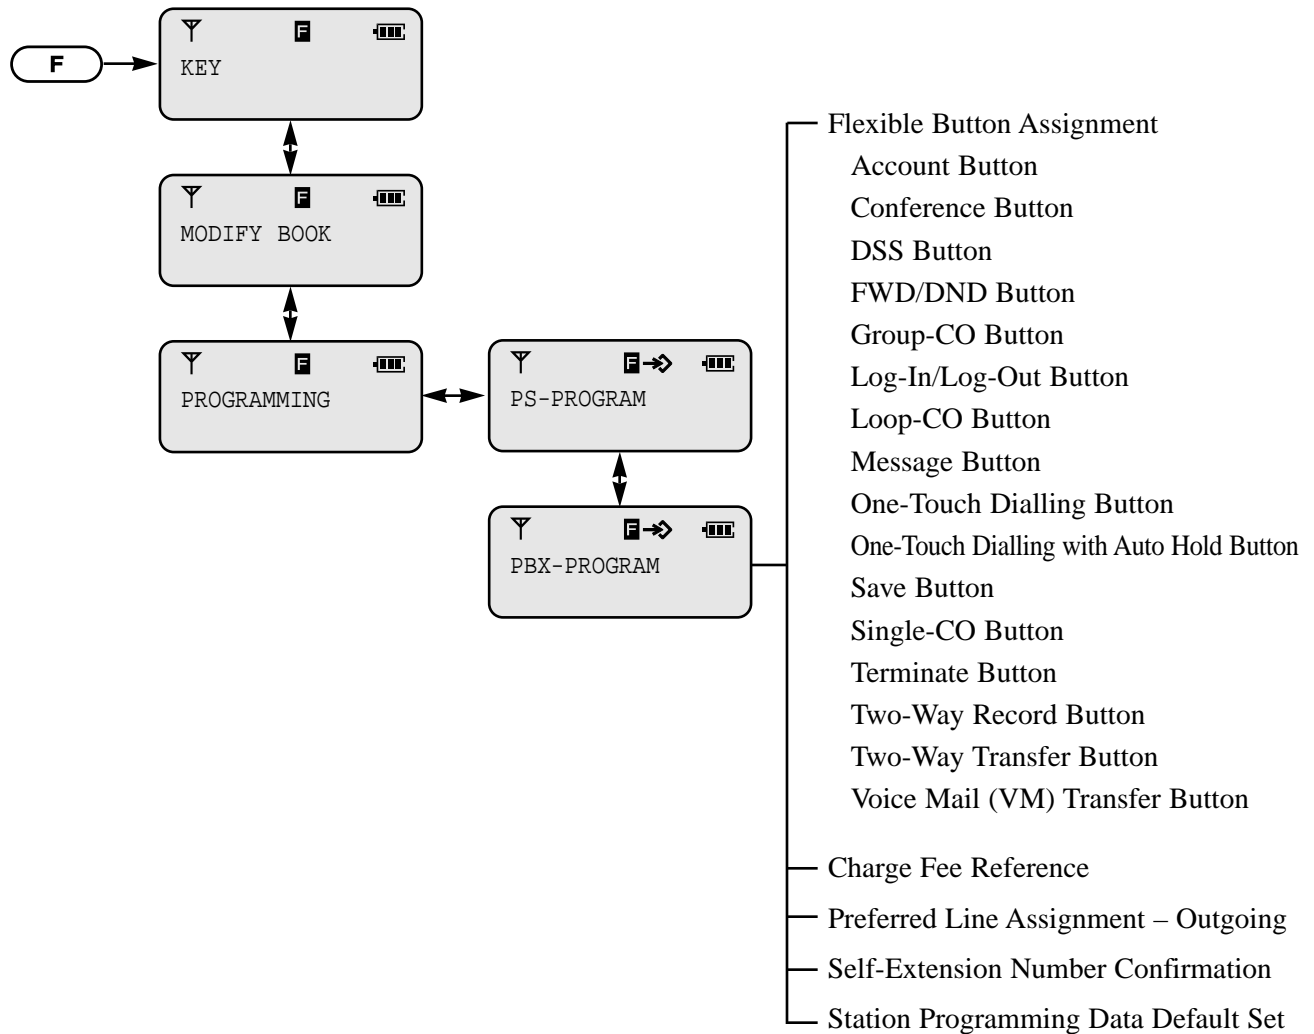 F
F
KEY
F
MODIFY BOOK
F
PROGRAMMING
F
PS-PROGRAM
F
PBX-PROGRAM
Flexible Button Assignment
Account Button
Conference Button
DSS Button
FWD/DND Button
Group-CO Button
Log-In/Log-Out Button
Loop-CO Button
Message Button
One-Touch Dialling Button
One-Touch Dialling with Auto Hold Button
Save Button
Single-CO Button
Terminate Button
Two-Way Record Button
Two-Way Transfer Button
Voice Mail (VM) Transfer Button
Charge Fee Reference
Preferred Line Assignment – Outgoing
Self-Extension Number Confirmation
Station Programming Data Default Set